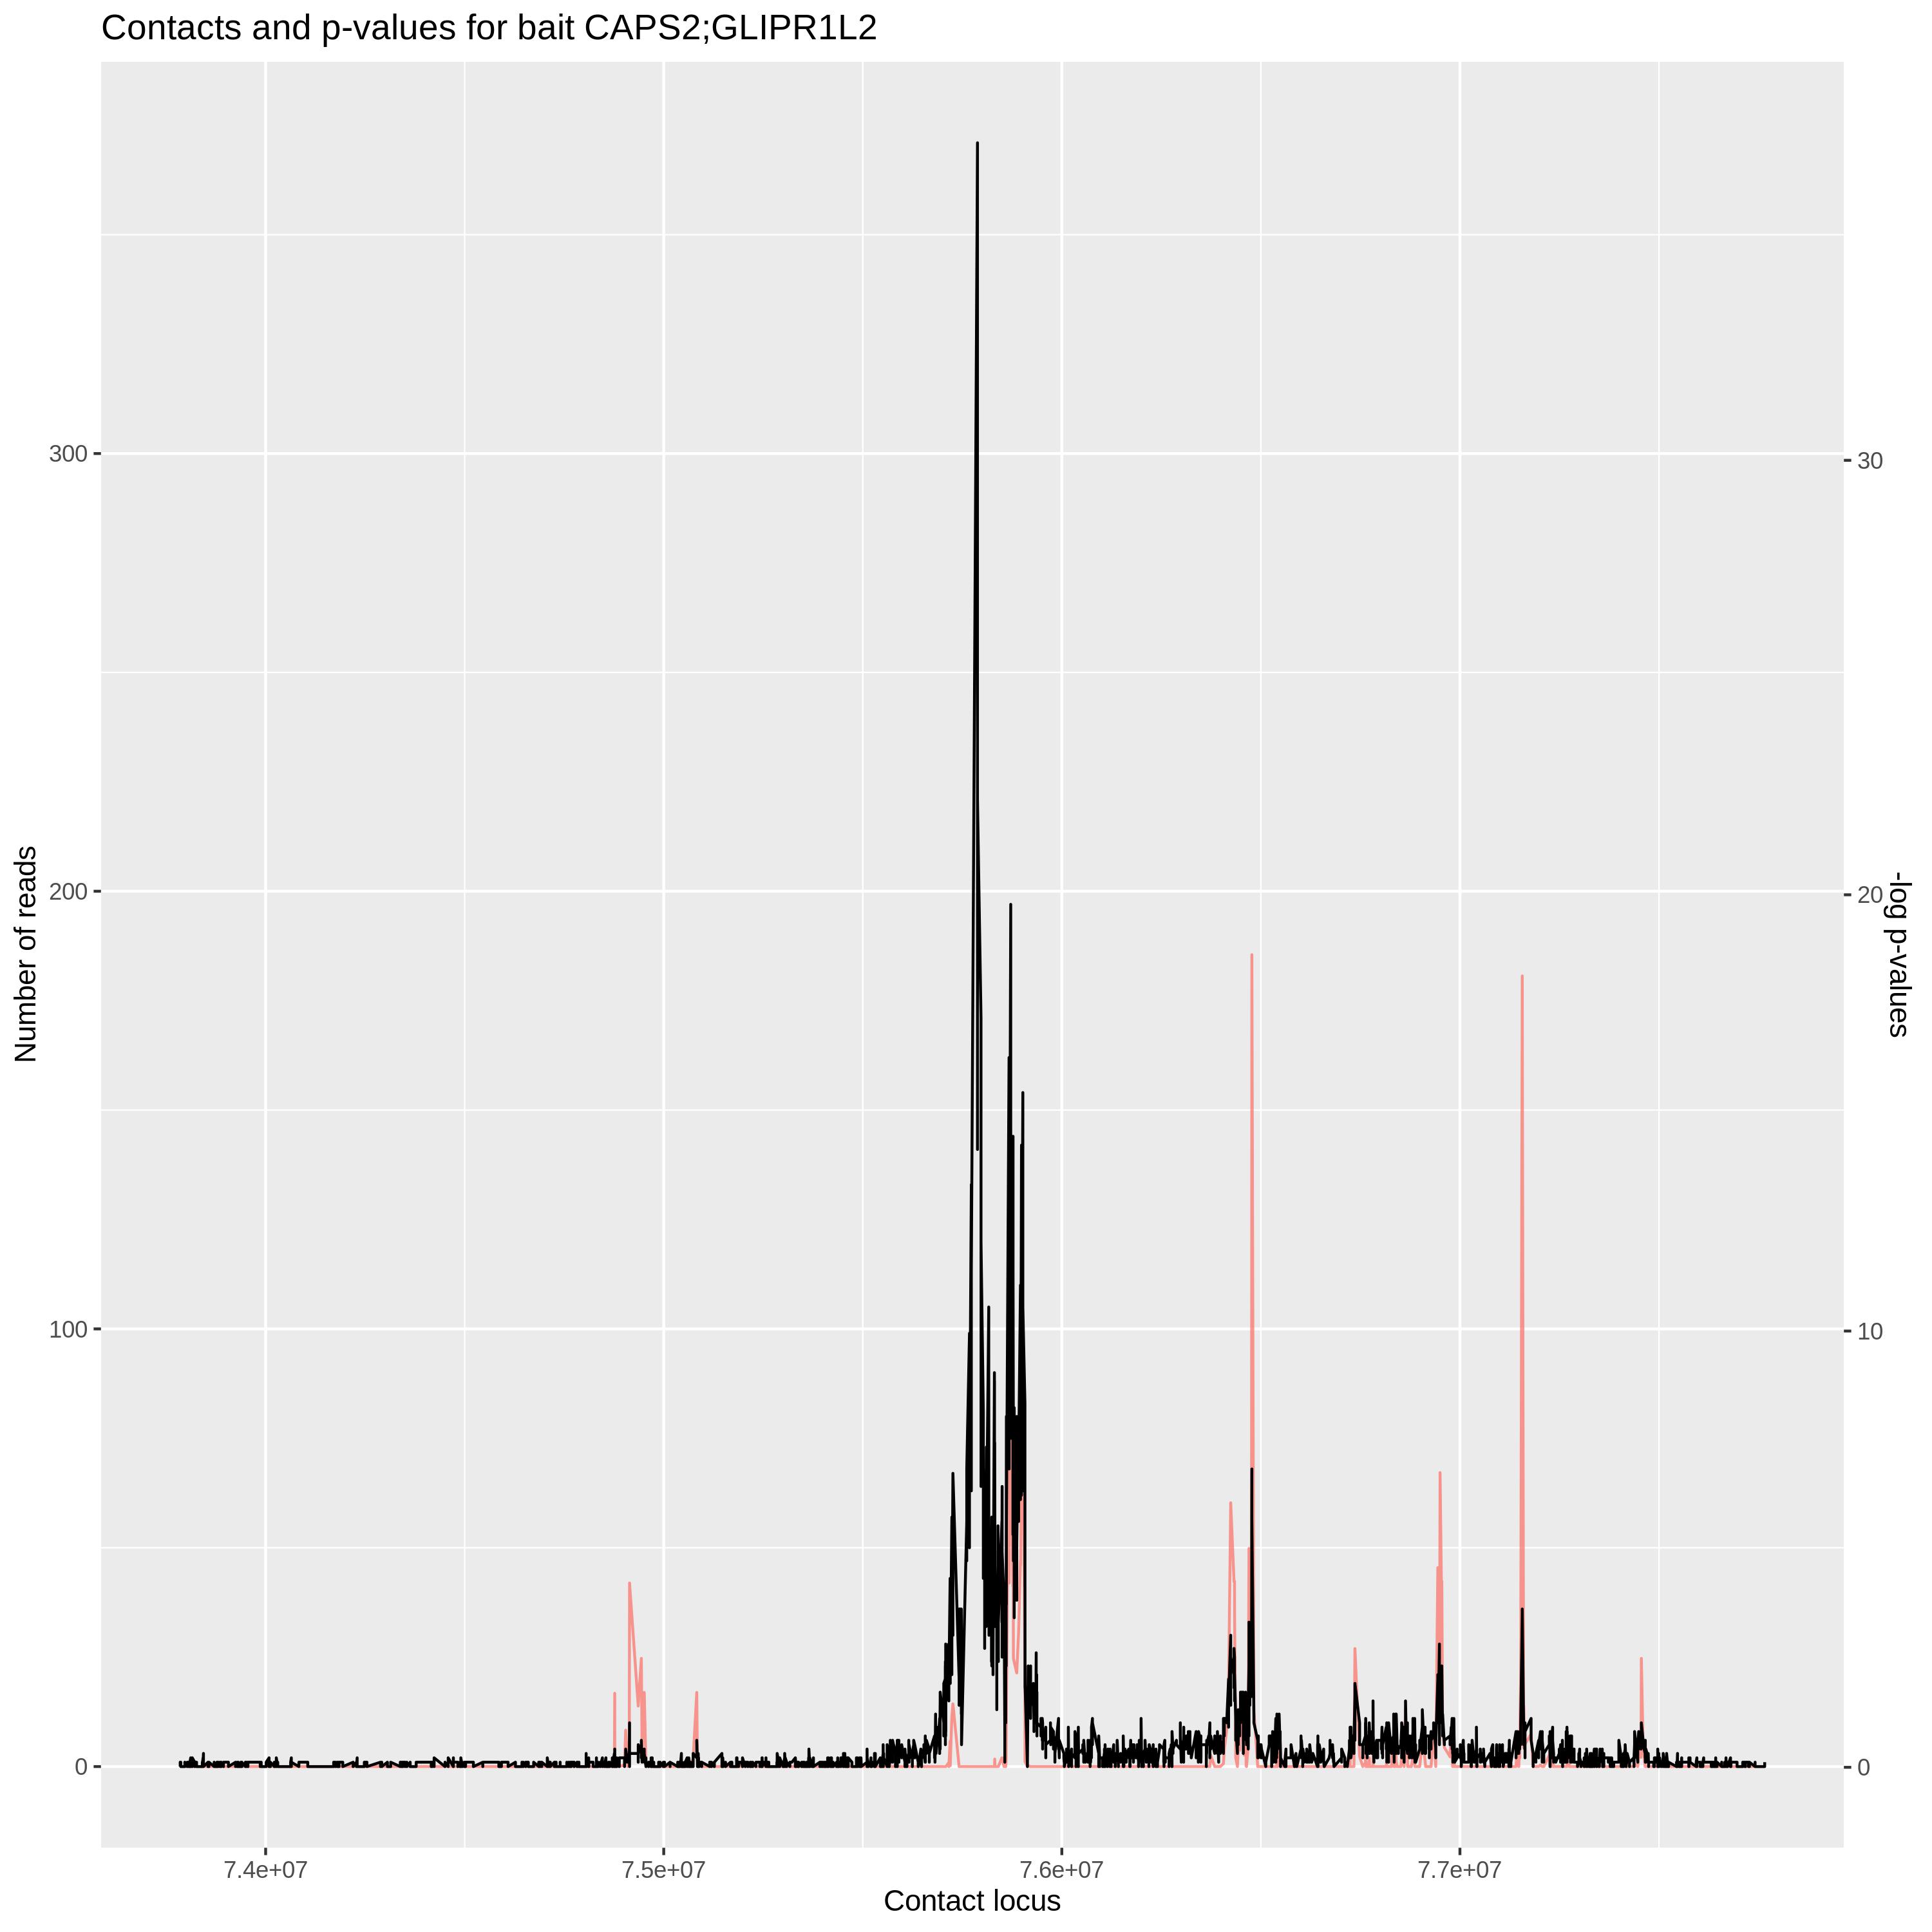 Contacts and p-values for bait CAPS2;GLIPR1L2
300
200
100
0
Number of reads
30
20
10
0
-log p-values
7.4e+07
7.5e+07
7.6e+07
7.7e+07
Contact locus